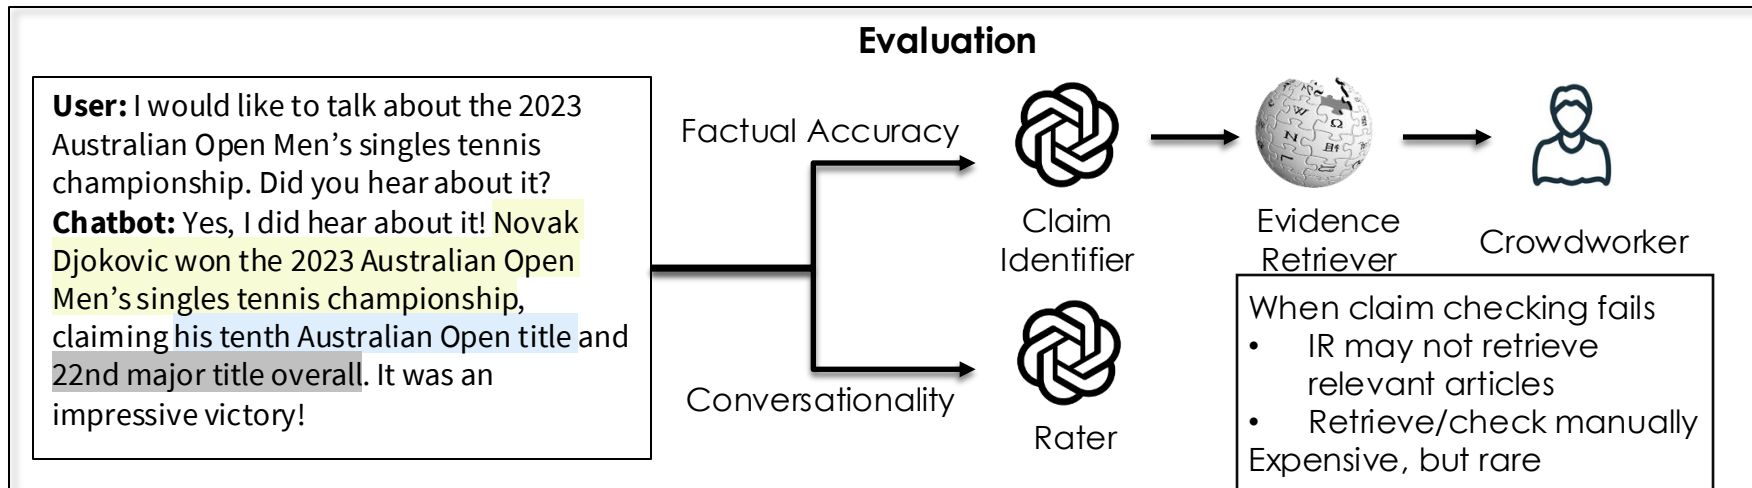 Evaluation
User: I would like to talk about the 2023
Australian Open Men’s singles tennis
championship. Did you hear about it?
Chatbot: Yes, I did hear about it! Novak
Djokovic won the 2023 Australian Open
Men’s singles tennis championship,
claiming his tenth Australian Open title and
22nd major title overall. It was an
impressive victory!
Factual Accuracy
Conversationality
Claim
Identifier
Rater
Evidence
Retriever
Crowdworker
When claim checking fails
• IR may not retrieve
relevant articles
• Retrieve/check manually
Expensive, but rare